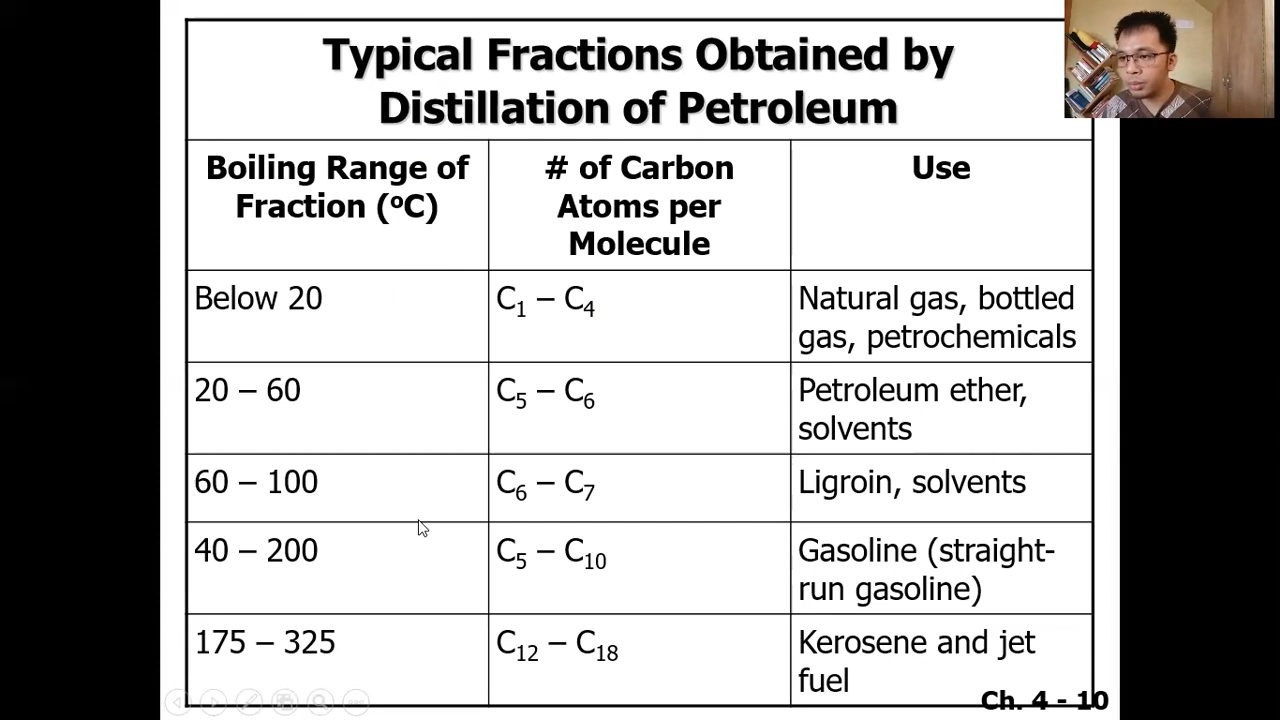 Typical Fractions Obtained by
Distillation of Petroleum
Boiling Range of
Fraction (ºC)
# of Carbon
Atoms per
Molecule
Use
Below 20
C₁ – C₄
Natural gas, bottled
gas, petrochemicals
20 – 60
C₅ – C₆
Petroleum ether,
solvents
60 – 100
C₆ – C₇
Ligroin, solvents
40 – 200
C₅ – C₁₀
Gasoline (straight-
run gasoline)
175 – 325
C₁₂ – C₁₈
Kerosene and jet
fuel
Ch. 4 - 10